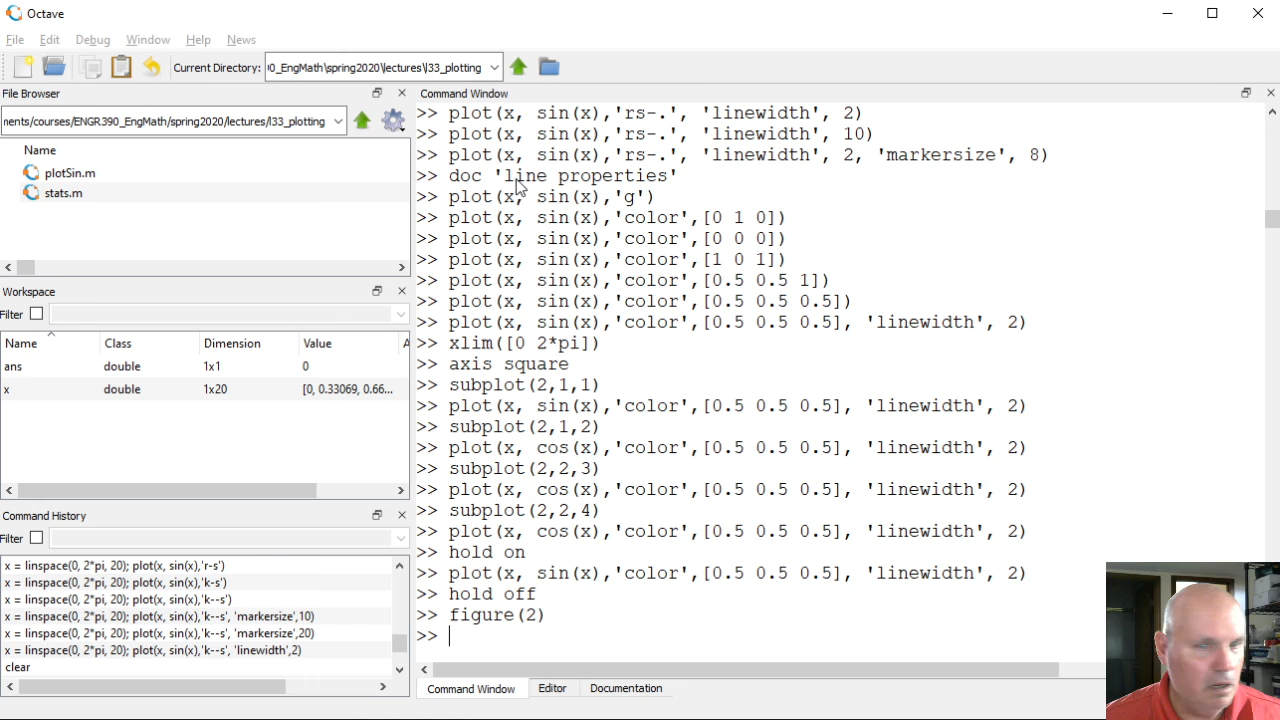 Octave
File Edit Debug Window Help News
Current Directory: 0_EngMath\spring2020\lectures\l33_plotting
File Browser
nents/courses/ENGR390_EngMath/spring2020/lectures/l33_plotting
Name
plotSin.m
stats.m
Workspace
Filter
Name Class Dimension Value A
ans double 1x1 0
x double 1x20 [0, 0.33069, 0.66...
Command History
Filter
x = linspace(0, 2*pi, 20); plot(x, sin(x),'r-s')
x = linspace(0, 2*pi, 20); plot(x, sin(x),'k-s')
x = linspace(0, 2*pi, 20); plot(x, sin(x),'k--s')
x = linspace(0, 2*pi, 20); plot(x, sin(x),'k--s', 'markersize',10)
x = linspace(0, 2*pi, 20); plot(x, sin(x),'k--s', 'markersize',20)
x = linspace(0, 2*pi, 20); plot(x, sin(x),'k--s', 'linewidth',2)
clear
Command Window
>> plot(x, sin(x),'rs-.', 'linewidth', 2)
>> plot(x, sin(x),'rs-.', 'linewidth', 10)
>> plot(x, sin(x),'rs-.', 'linewidth', 2, 'markersize', 8)
>> doc 'line properties'
>> plot(x, sin(x),'g')
>> plot(x, sin(x),'color',[0 1 0])
>> plot(x, sin(x),'color',[0 0 0])
>> plot(x, sin(x),'color',[1 0 1])
>> plot(x, sin(x),'color',[0.5 0.5 1])
>> plot(x, sin(x),'color',[0.5 0.5 0.5])
>> plot(x, sin(x),'color',[0.5 0.5 0.5], 'linewidth', 2)
>> xlim([0 2*pi])
>> axis square
>> subplot(2,1,1)
>> plot(x, sin(x),'color',[0.5 0.5 0.5], 'linewidth', 2)
>> subplot(2,1,2)
>> plot(x, cos(x),'color',[0.5 0.5 0.5], 'linewidth', 2)
>> subplot(2,2,3)
>> plot(x, cos(x),'color',[0.5 0.5 0.5], 'linewidth', 2)
>> subplot(2,2,4)
>> plot(x, cos(x),'color',[0.5 0.5 0.5], 'linewidth', 2)
>> hold on
>> plot(x, sin(x),'color',[0.5 0.5 0.5], 'linewidth', 2)
>> hold off
>> figure(2)
>>
Command Window Editor Documentation